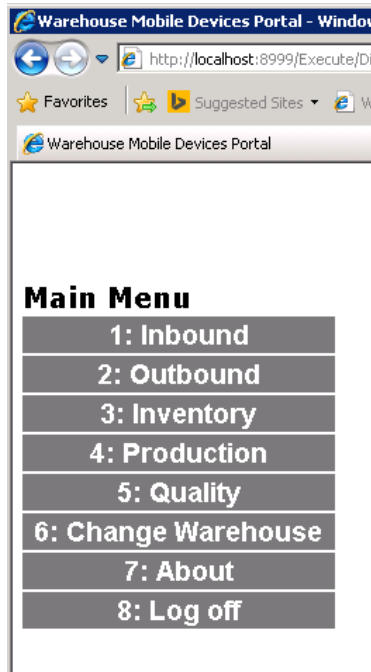 Warehouse Mobile Devices Portal - Window
http://localhost:8999/Execute/Di
Favorites Suggested Sites
Warehouse Mobile Devices Portal
Main Menu
1: Inbound
2: Outbound
3: Inventory
4: Production
5: Quality
6: Change Warehouse
7: About
8: Log off